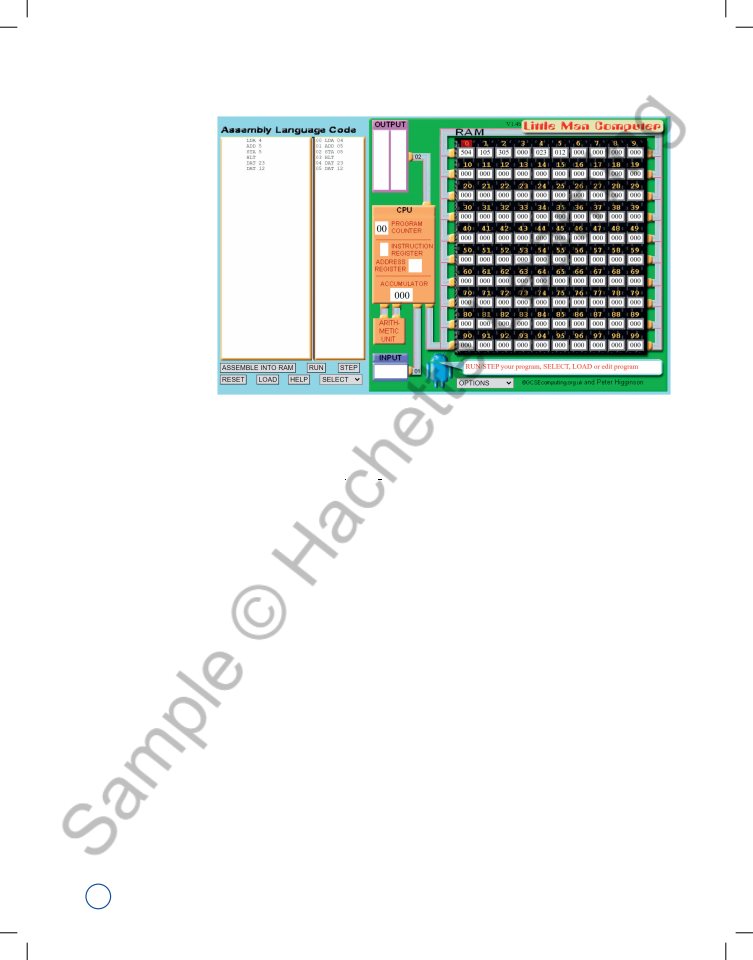 Assembly Language Code
LDA 4
ADD 5
STA 5
HLT
DAT 23
DAT 12
00 LDA 04
01 ADD 05
02 STA 05
03 HLT
04 DAT 23
05 DAT 12
ASSEMBLE INTO RAM RUN STEP
RESET LOAD HELP SELECT
OUTPUT
02
CPU
00 PROGRAM
COUNTER
INSTRUCTION
REGISTER
ADDRESS
REGISTER
ACCUMULATOR
000
ARITH-
METIC
UNIT
INPUT
01
Little Man Computer
RAM
0 1 2 3 4 5 6 7 8 9
504 105 305 000 023 012 000 000 000 000
10 11 12 13 14 15 16 17 18 19
000 000 000 000 000 000 000 000 000 000
20 21 22 23 24 25 26 27 28 29
000 000 000 000 000 000 000 000 000 000
30 31 32 33 34 35 36 37 38 39
000 000 000 000 000 000 000 000 000 000
40 41 42 43 44 45 46 47 48 49
000 000 000 000 000 000 000 000 000 000
50 51 52 53 54 55 56 57 58 59
000 000 000 000 000 000 000 000 000 000
60 61 62 63 64 65 66 67 68 69
000 000 000 000 000 000 000 000 000 000
70 71 72 73 74 75 76 77 78 79
000 000 000 000 000 000 000 000 000 000
80 81 82 83 84 85 86 87 88 89
000 000 000 000 000 000 000 000 000 000
90 91 92 93 94 95 96 97 98 99
000 000 000 000 000 000 000 000 000 000
RUN/STEP your program, SELECT, LOAD or edit program
OPTIONS
©GCSEcomputing.org.uk and Peter Higginson
Sample © Hachette